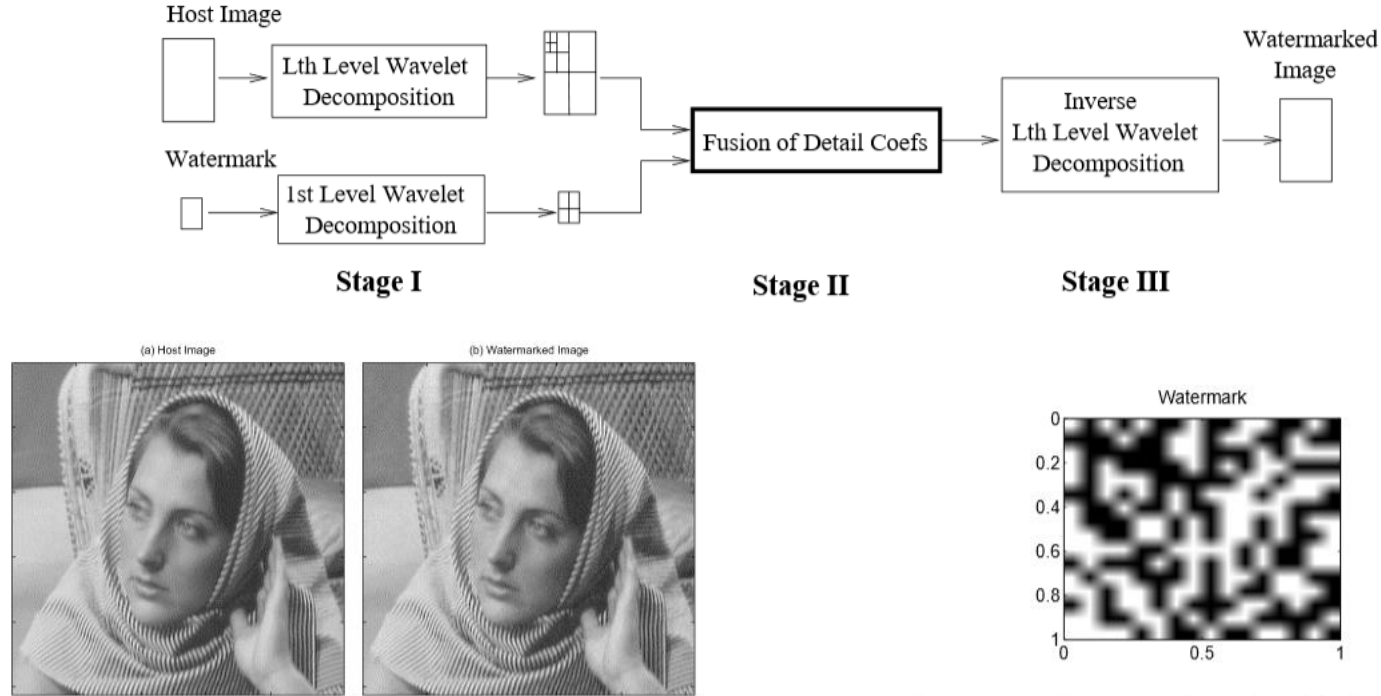 Host Image
Lth Level Wavelet
Decomposition
Watermark
1st Level Wavelet
Decomposition
Fusion of Detail Coefs
Inverse
Lth Level Wavelet
Decomposition
Watermarked
Image
Stage I
Stage II
Stage III
(a) Host Image
(b) Watermarked Image
Watermark
0
0.2
0.4
0.6
0.8
1
0
0.5
1